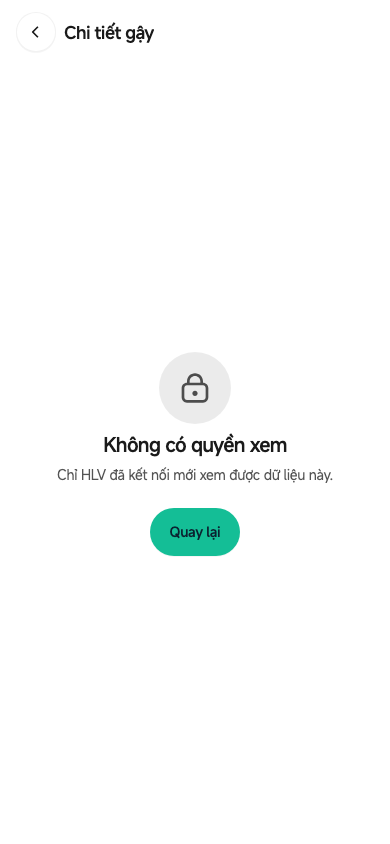 Chi tiết gậy
Không có quyền xem
Chỉ HLV đã kết nối mới xem được dữ liệu này.
Quay lại